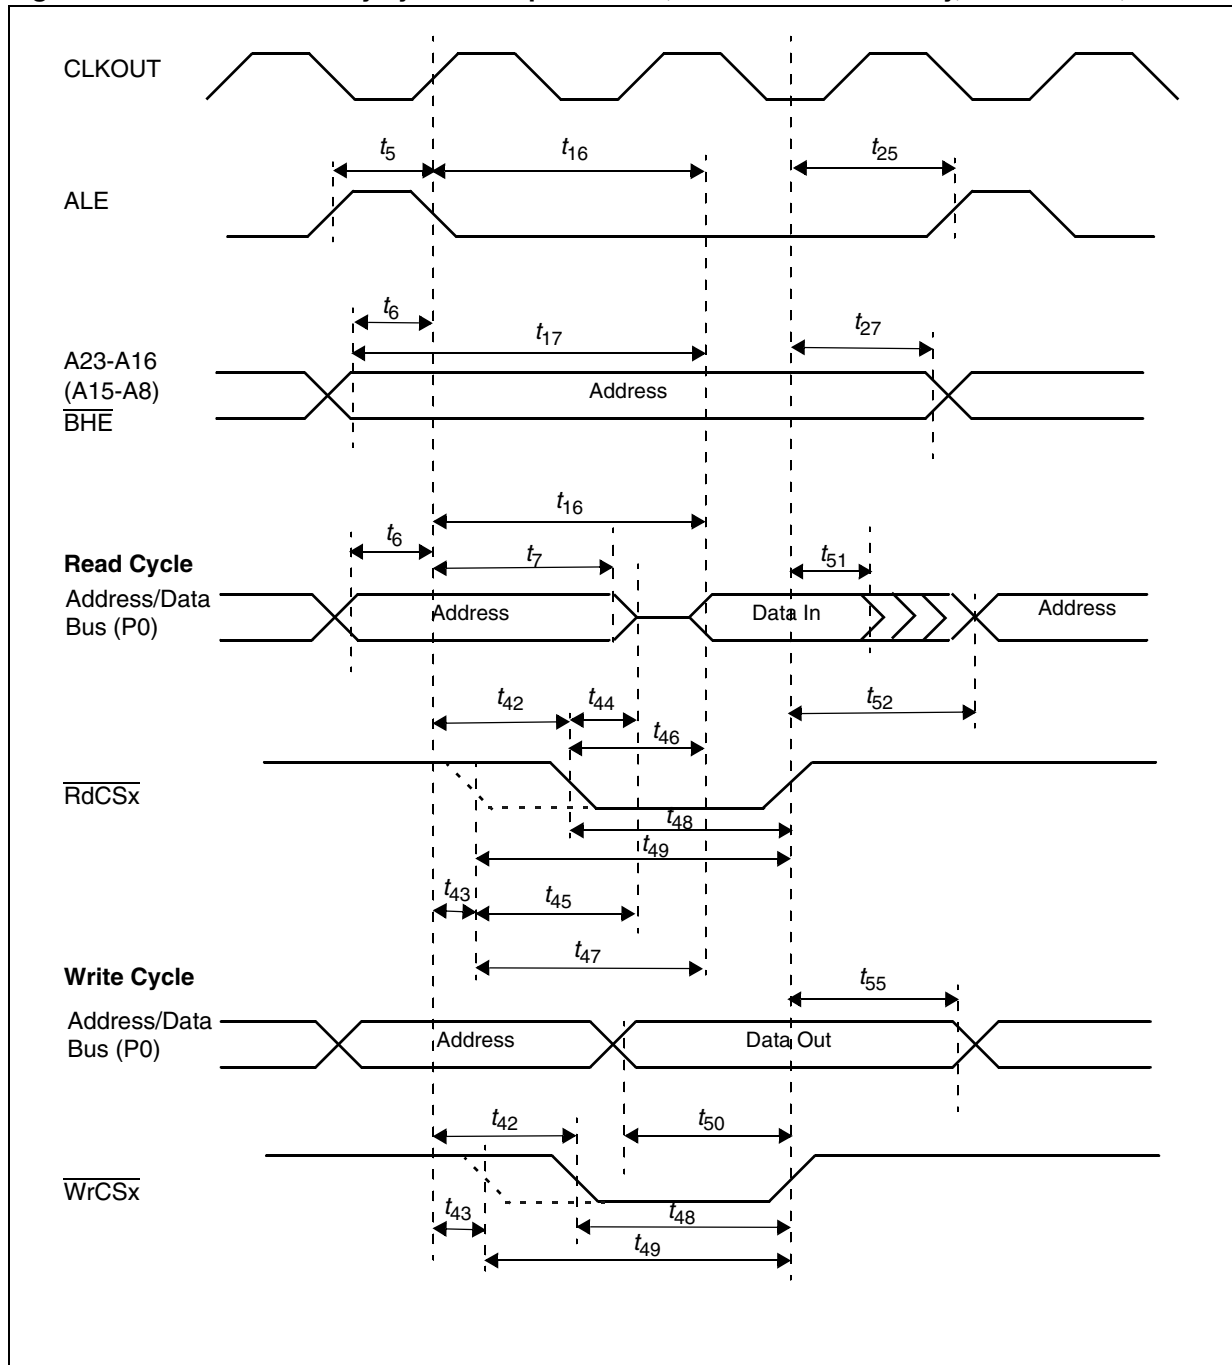 CLKOUT
t5 t16 t25
ALE
t6 t17 t27
A23-A16
(A15-A8)
BHE
Address
t16
t6 t7 t51
Read Cycle
Address/Data
Bus (P0)
Address Data In Address
t42 t44 t52
t46
RdCSx
t48
t49
t43 t45
t47
Write Cycle
t55
Address/Data
Bus (P0)
Address Data Out
t42 t50
WrCSx
t43 t48
t49